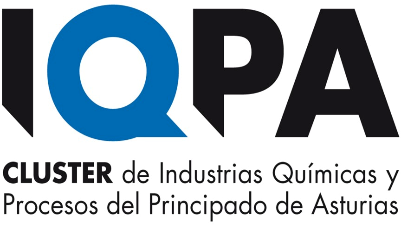 IQPA
CLUSTER de Industrias Químicas y
Procesos del Principado de Asturias